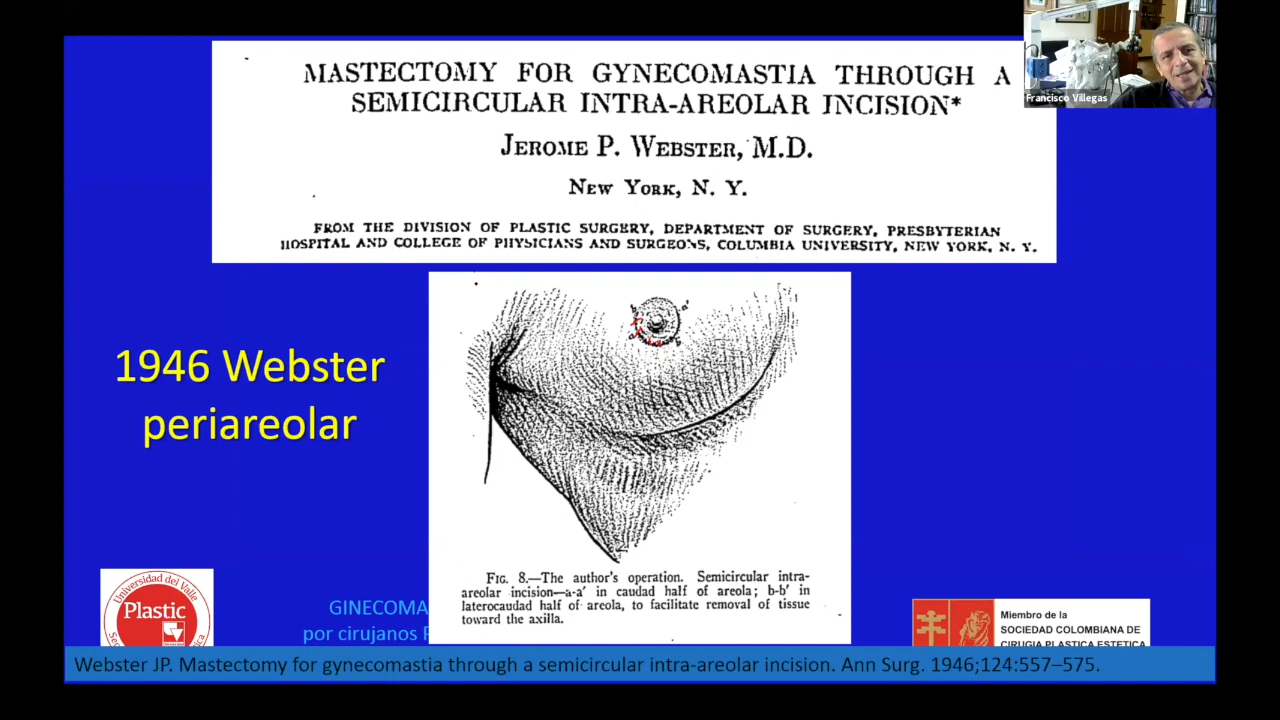 MASTECTOMY FOR GYNECOMASTIA THROUGH A
SEMICIRCULAR INTRA-AREOLAR INCISION*
JEROME P. WEBSTER, M.D.
NEW YORK, N. Y.
FROM THE DIVISION OF PLASTIC SURGERY, DEPARTMENT OF SURGERY, PRESBYTERIAN
HOSPITAL AND COLLEGE OF PHYSICIANS AND SURGEONS, COLUMBIA UNIVERSITY, NEW YORK, N. Y.
Francisco Villegas
1946 Webster
periareolar
b a'
a b'
FIG. 8.—The author's operation. Semicircular intra-
areolar incision—a-a' in caudad half of areola; b-b' in
laterocaudad half of areola, to facilitate removal of tissue
toward the axilla.
Universidad del Valle
Plastic
GINECOMA
por cirujanos
Miembro de la
SOCIEDAD COLOMBIANA DE
CIRUGIA PLASTICA ESTETICA
Webster JP. Mastectomy for gynecomastia through a semicircular intra-areolar incision. Ann Surg. 1946;124:557–575.